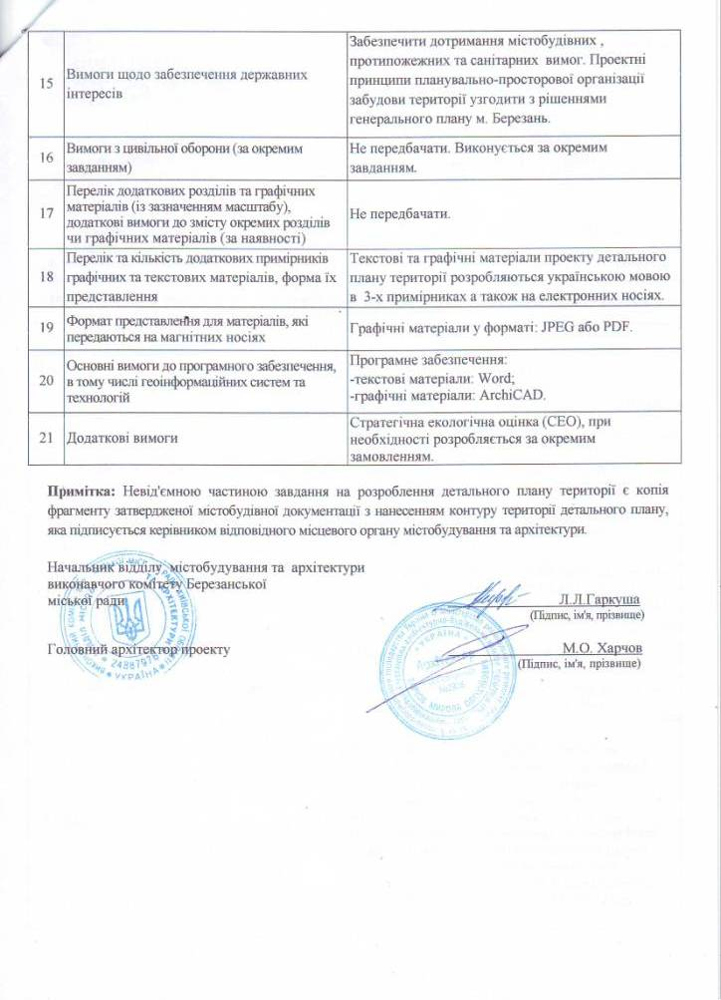 15
Вимоги щодо забезпечення державних
інтересів
Забезпечити дотримання містобудівних ,
протипожежних та санітарних вимог. Проектні
принципи планувально-просторової організації
забудови території узгодити з рішеннями
генерального плану м. Березань.
16
Вимоги з цивільної оборони (за окремим
завданням)
Не передбачати. Виконується за окремим
завданням.
17
Перелік додаткових розділів та графічних
матеріалів (із зазначенням масштабу),
додаткові вимоги до змісту окремих розділів
чи графічних матеріалів (за наявності)
Не передбачати.
18
Перелік та кількість додаткових примірників
графічних та текстових матеріалів, форма їх
представлення
Текстові та графічні матеріали проекту детального
плану території розробляються українською мовою
в 3-х примірниках а також на електронних носіях.
19
Формат представлення для матеріалів, які
передаються на магнітних носіях
Графічні матеріали у форматі: JPEG або PDF.
20
Основні вимоги до програмного забезпечення,
в тому числі геоінформаційних систем та
технологій
Програмне забезпечення:
-текстові матеріали: Word;
-графічні матеріали: ArchiCAD.
21
Додаткові вимоги
Стратегічна екологічна оцінка (СЕО), при
необхідності розробляється за окремим
замовленням.
Примітка: Невід'ємною частиною завдання на розроблення детального плану території є копія
фрагменту затвердженої містобудівної документації з нанесенням контуру території детального плану,
яка підписується керівником відповідного місцевого органу містобудування та архітектури.
Начальник відділу містобудування та архітектури
виконавчого комітету Березанської
міської ради
Л.Л.Гаркуша
(Підпис, ім'я, прізвище)
Головний архітектор проекту
М.О. Харчов
(Підпис, ім'я, прізвище)
ТА АРХІТЕКТУРИ
УКРАЇНА
УКРАЇНА